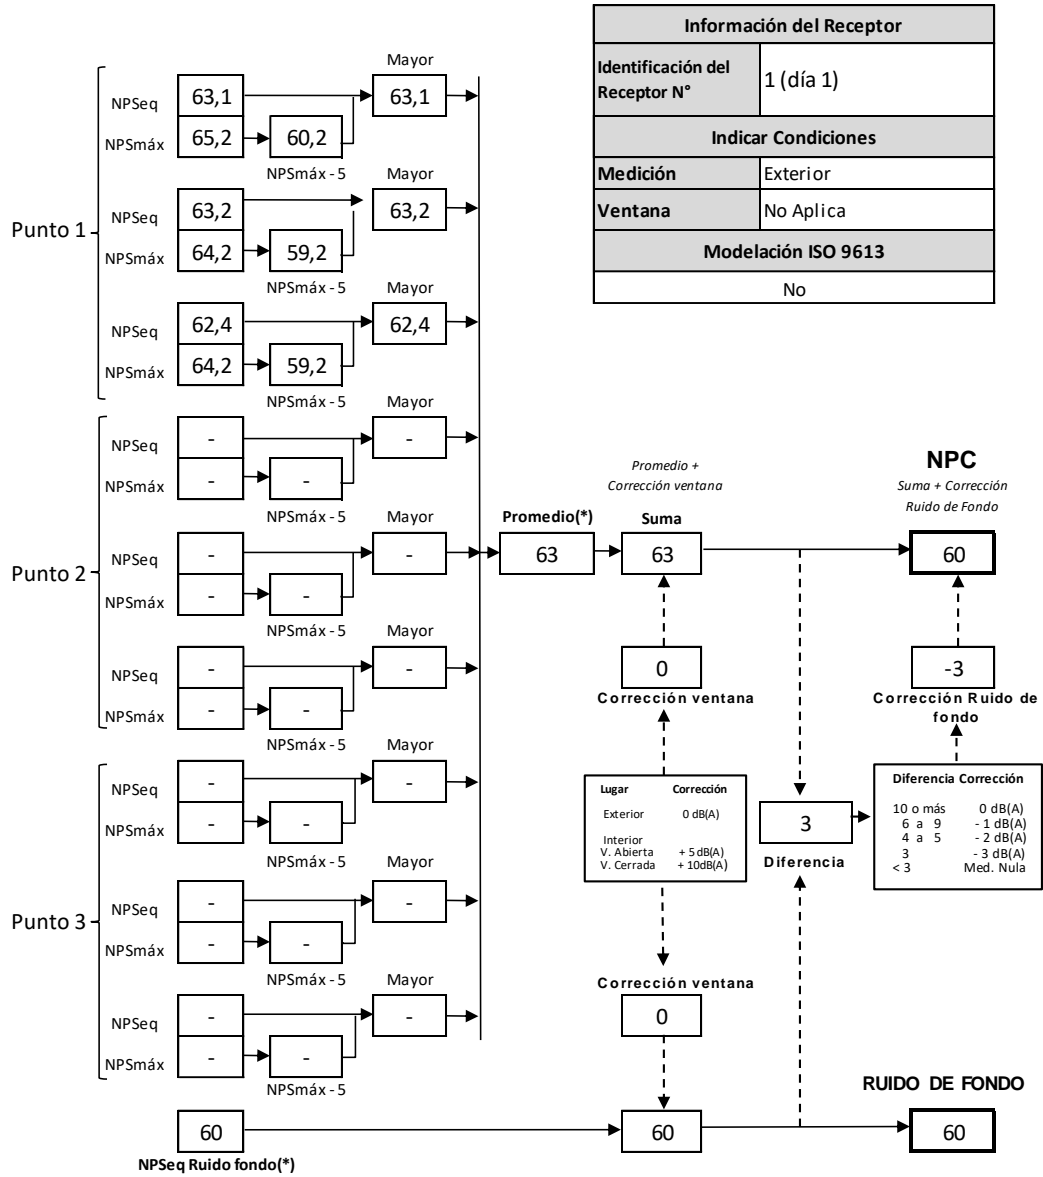 Información del Receptor
Identificación del
Receptor N°
1 (día 1)
Indicar Condiciones
Medición
Exterior
Ventana
No Aplica
Modelación ISO 9613
No
Punto 1
Mayor
NPSeq
63,1
63,1
NPSmáx
65,2
60,2
NPSmáx - 5
Mayor
NPSeq
63,2
63,2
NPSmáx
64,2
59,2
NPSmáx - 5
Mayor
NPSeq
62,4
62,4
NPSmáx
64,2
59,2
NPSmáx - 5
Punto 2
Mayor
NPSeq
-
-
NPSmáx
-
-
NPSmáx - 5
Mayor
NPSeq
-
-
NPSmáx
-
-
NPSmáx - 5
Mayor
NPSeq
-
-
NPSmáx
-
-
NPSmáx - 5
Punto 3
Mayor
NPSeq
-
-
NPSmáx
-
-
NPSmáx - 5
Mayor
NPSeq
-
-
NPSmáx
-
-
NPSmáx - 5
Mayor
NPSeq
-
-
NPSmáx
-
-
NPSmáx - 5
60
NPSeq Ruido fondo(*)
Promedio(*)
63
Promedio +
Corrección ventana
Suma
63
0
Corrección ventana
Lugar Corrección
Exterior 0 dB(A)
Interior
V. Abierta + 5 dB(A)
V. Cerrada + 10dB(A)
Corrección ventana
0
60
3
Diferencia
NPC
Suma + Corrección
Ruido de Fondo
60
-3
Corrección Ruido de
fondo
Diferencia Corrección
10 o más 0 dB(A)
6 a 9 - 1 dB(A)
4 a 5 - 2 dB(A)
3 - 3 dB(A)
< 3 Med. Nula
RUIDO DE FONDO
60